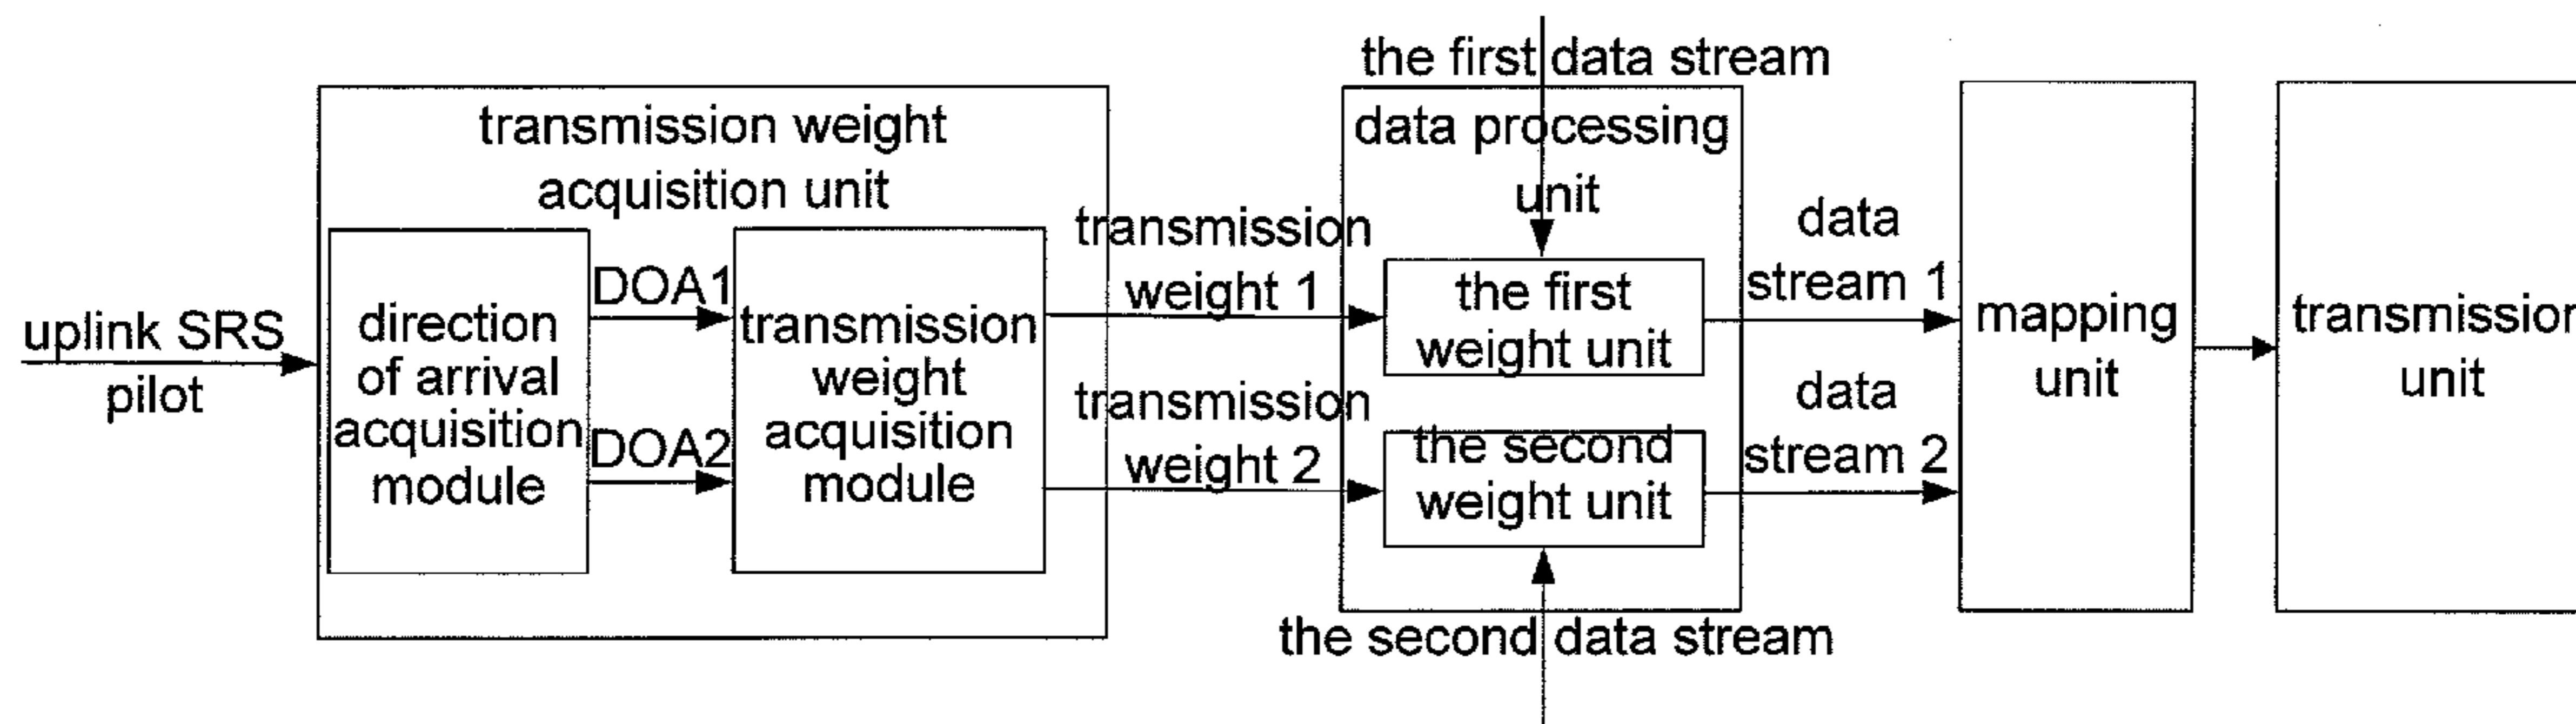 the first data stream
transmission weight
acquisition unit
data processing
unit
uplink SRS
pilot
direction
of arrival
acquisition
module
DOA1
DOA2
transmission
weight
acquisition
module
transmission
weight 1
transmission
weight 2
the first
weight unit
the second
weight unit
data
stream 1
data
stream 2
mapping
unit
transmission
unit
the second data stream